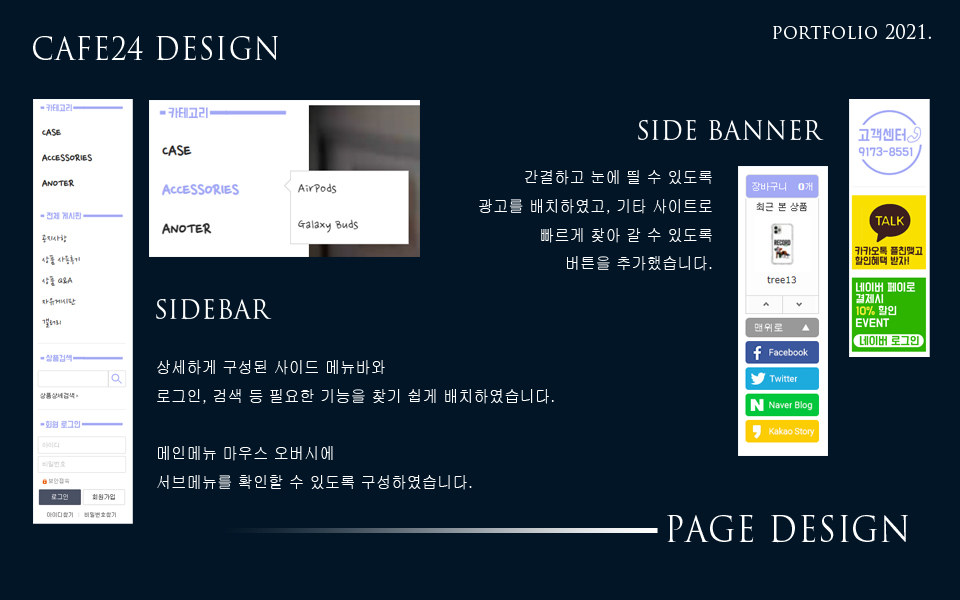 CAFE24 DESIGN
PORTFOLIO 2021.
카테고리
CASE
ACCESSORIES
ANOTER
전체 게시판
공지사항
상품 사용후기
상품 Q&A
자유게시판
갤러리
상품검색
상품상세검색
회원 로그인
아이디
비밀번호
보안접속
로그인
회원가입
아이디찾기
비밀번호찾기
카테고리
CASE
ACCESSORIES
ANOTER
AirPods
Galaxy Buds
SIDEBAR
상세하게 구성된 사이드 메뉴바와
로그인, 검색 등 필요한 기능을 찾기 쉽게 배치하였습니다.
메인메뉴 마우스 오버시에
서브메뉴를 확인할 수 있도록 구성하였습니다.
SIDE BANNER
간결하고 눈에 띌 수 있도록
광고를 배치하였고, 기타 사이트로
빠르게 찾아 갈 수 있도록
버튼을 추가했습니다.
장바구니 0개
최근 본 상품
tree13
맨위로 ▲
Facebook
Twitter
N Naver Blog
Kakao Story
고객센터
9173-8551
TALK
카카오톡 플친맺고
할인혜택 받자!
네이버 페이로
결제시
10% 할인
EVENT
네이버 로그인
PAGE DESIGN